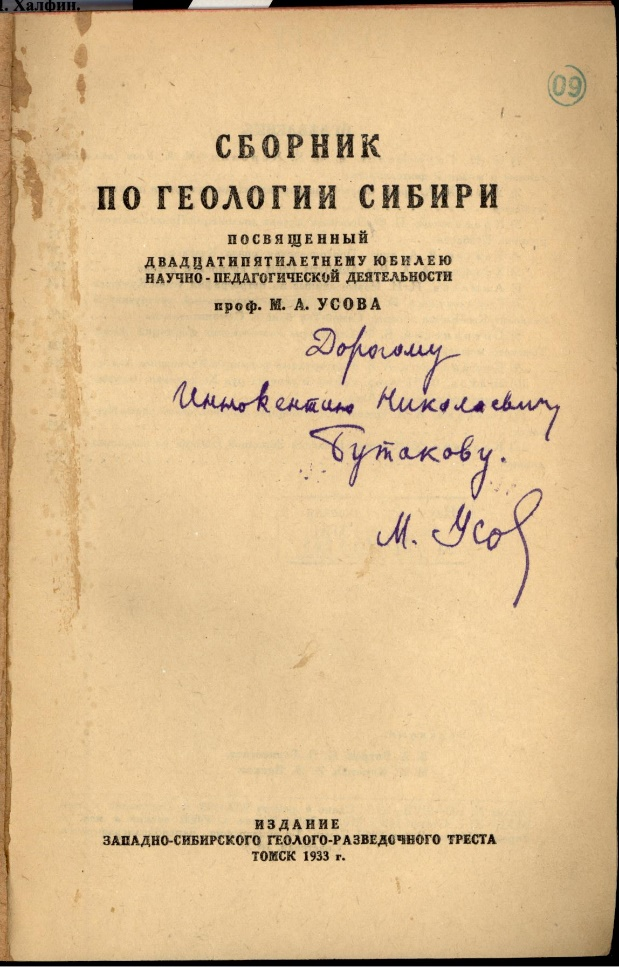 Халфин.
09
СБОРНИК
ПО ГЕОЛОГИИ СИБИРИ
ПОСВЯЩЕННЫЙ
ДВАДЦАТИПЯТИЛЕТНЕМУ ЮБИЛЕЮ
НАУЧНО-ПЕДАГОГИЧЕСКОЙ ДЕЯТЕЛЬНОСТИ
проф. М. А. УСОВА
Дорогому
Иннокентию Николаевичу
Бутакову.
М. Усов
ИЗДАНИЕ
ЗАПАДНО-СИБИРСКОГО ГЕОЛОГО-РАЗВЕДОЧНОГО ТРЕСТА
ТОМСК 1933 г.